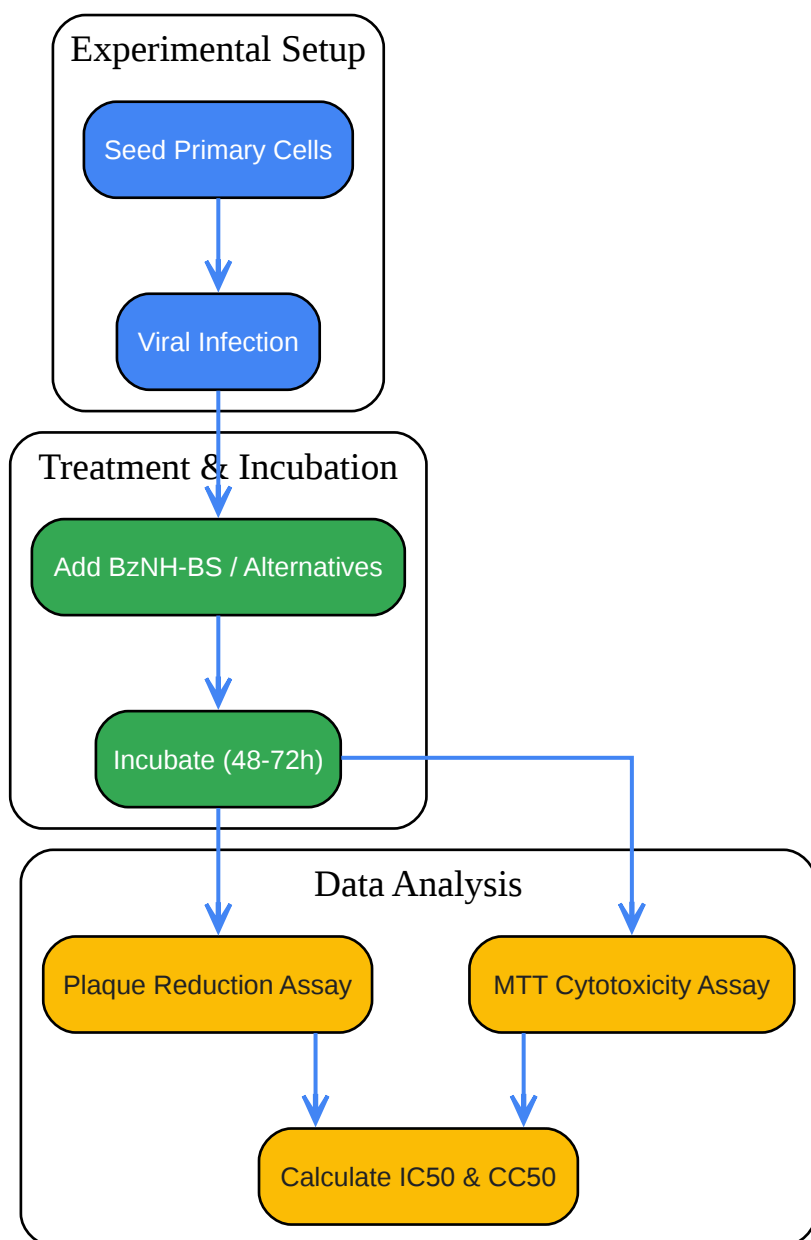 Experimental Setup
Seed Primary Cells
Viral Infection
Treatment & Incubation
Add BzNH-BS / Alternatives
Incubate (48-72h)
Data Analysis
Plaque Reduction Assay
MTT Cytotoxicity Assay
Calculate IC50 & CC50